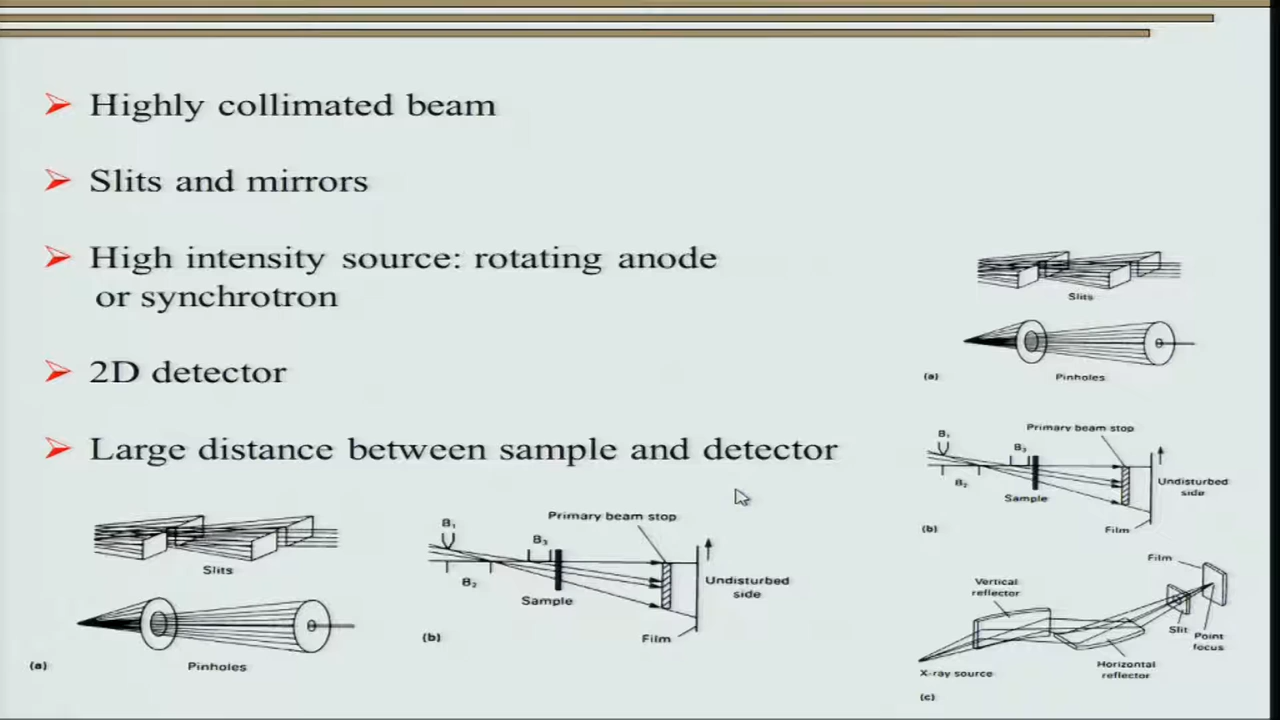 Highly collimated beam
Slits and mirrors
High intensity source: rotating anode
or synchrotron
2D detector
Large distance between sample and detector
Slits
(a)
Pinholes
Primary beam stop
B₁
B₃
B₂
Sample
Undisturbed
side
Film
(b)
Slits
(a)
Pinholes
Primary beam stop
B₁
B₃
B₂
Sample
Undisturbed
side
(b)
Film
Film
Vertical
reflector
Slit
Point
focus
X-ray source
Horizontal
reflector
(c)